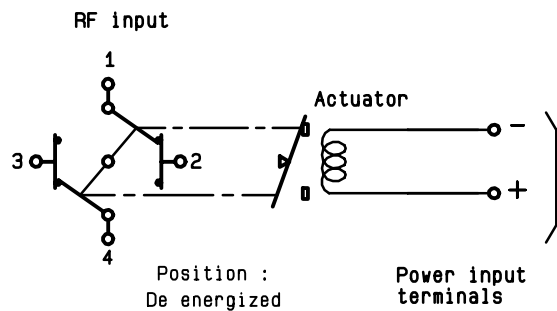 RF input
1
Actuator
-
3
2
+
4
Position :
De energized
Power input
terminals